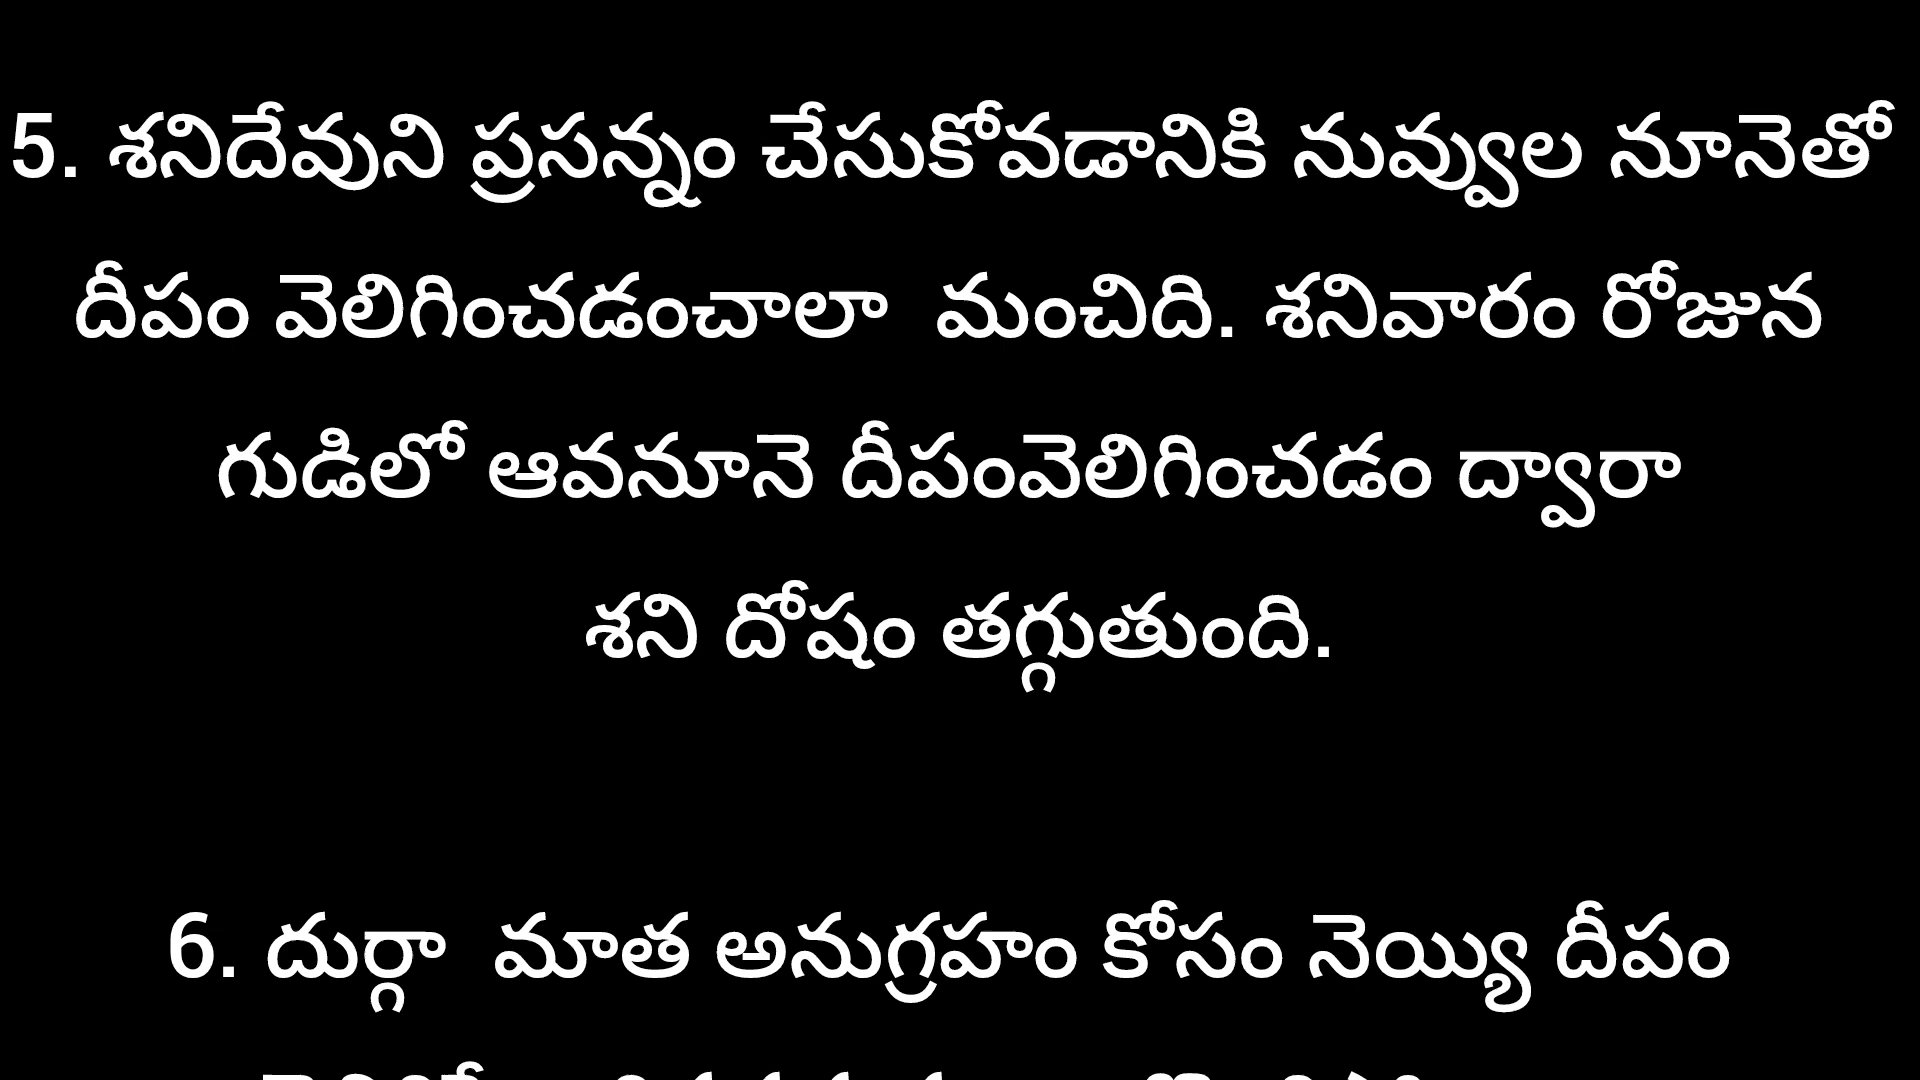 5. శనిదేవుని ప్రసన్నం చేసుకోవడానికి నువ్వుల నూనెతో
దీపం వెలిగించడంచాలా  మంచిది. శనివారం రోజున
గుడిలో ఆవనూనె దీపంవెలిగించడం ద్వారా
శని దోషం తగ్గుతుంది.
6. దుర్గా  మాత అనుగ్రహం కోసం నెయ్యి దీపం